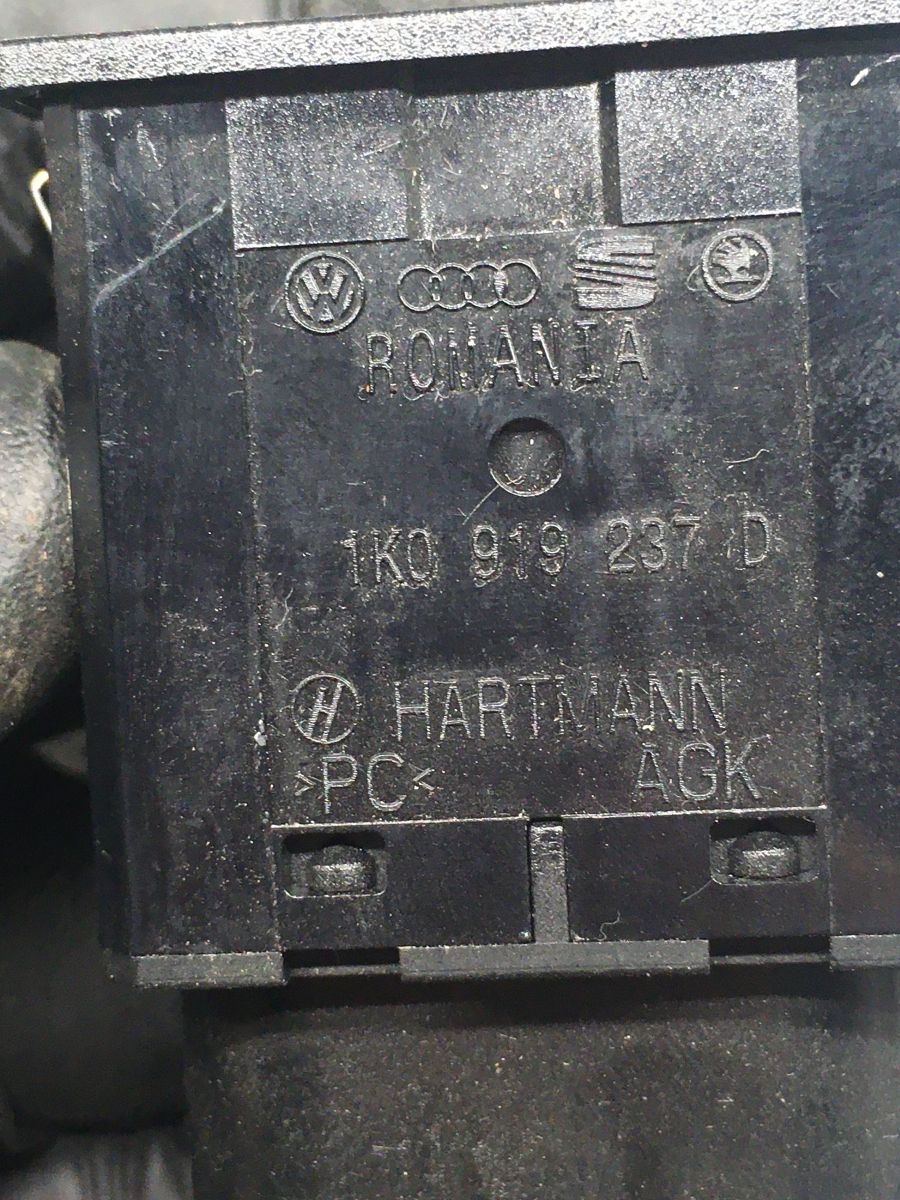 ROMANIA
1K0 919 237 D
H HARTMANN
>PC< AGK